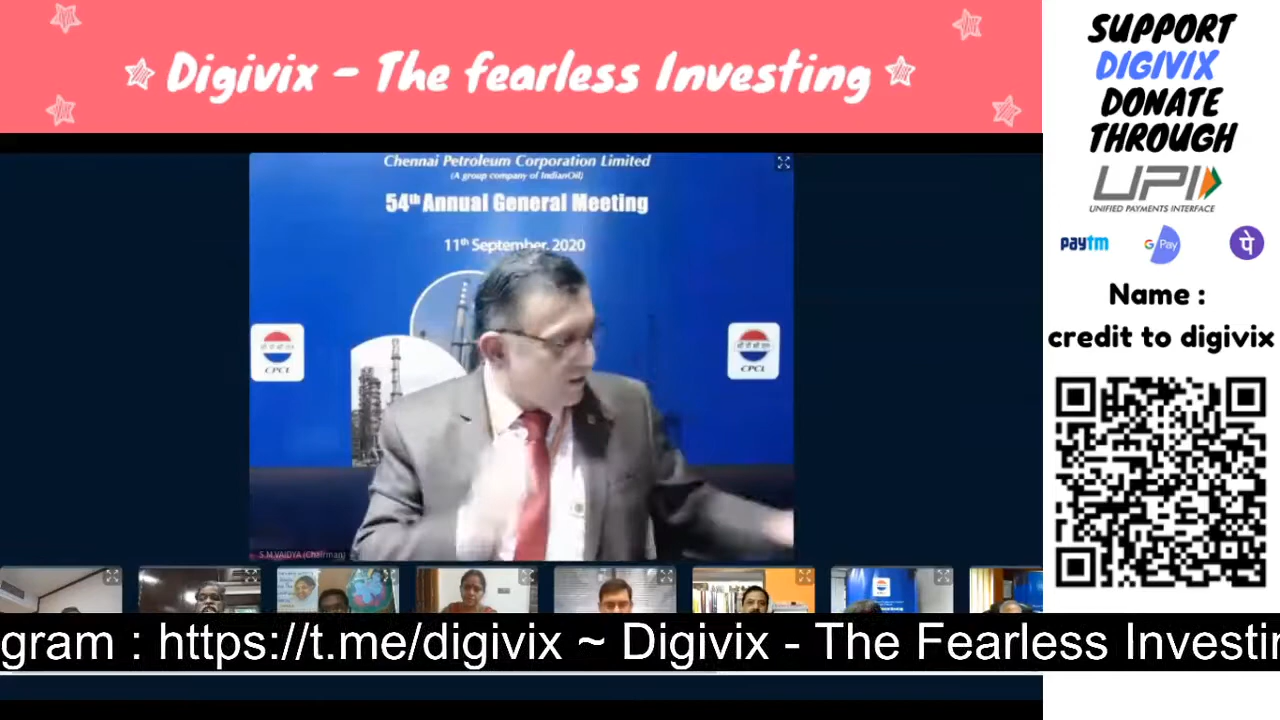 Digivix - The fearless Investing
Chennai Petroleum Corporation Limited
(A group company of IndianOil)
54th Annual General Meeting
11th September, 2020
CPCL
CPCL
S.M.VAIDYA (Chairman)
gram : https://t.me/digivix ~ Digivix - The Fearless Investin
SUPPORT
DIGIVIX
DONATE
THROUGH
UPI
UNIFIED PAYMENTS INTERFACE
paytm
G Pay
पे
Name :
credit to digivix